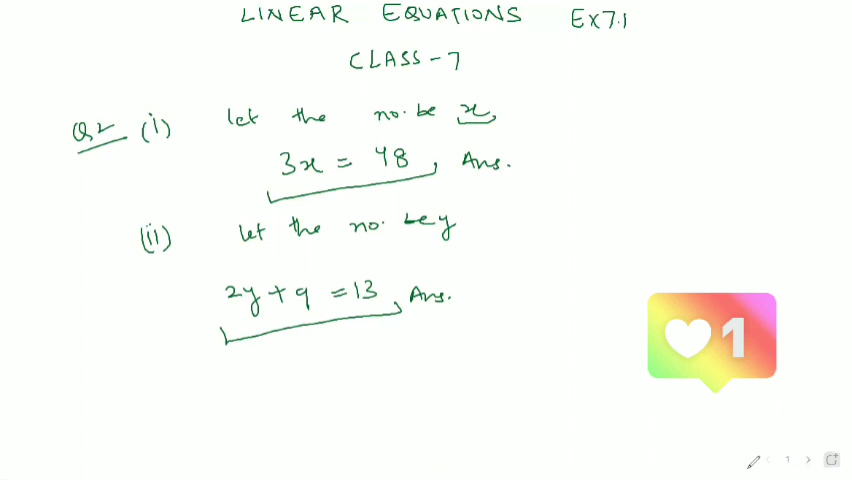 LINEAR EQUATIONS EX7.1
CLASS-7
Q2 (i) let the no. be x,
3x = 48, Ans.
(ii) let the no. be y
2y + 9 = 13, Ans.
1
1